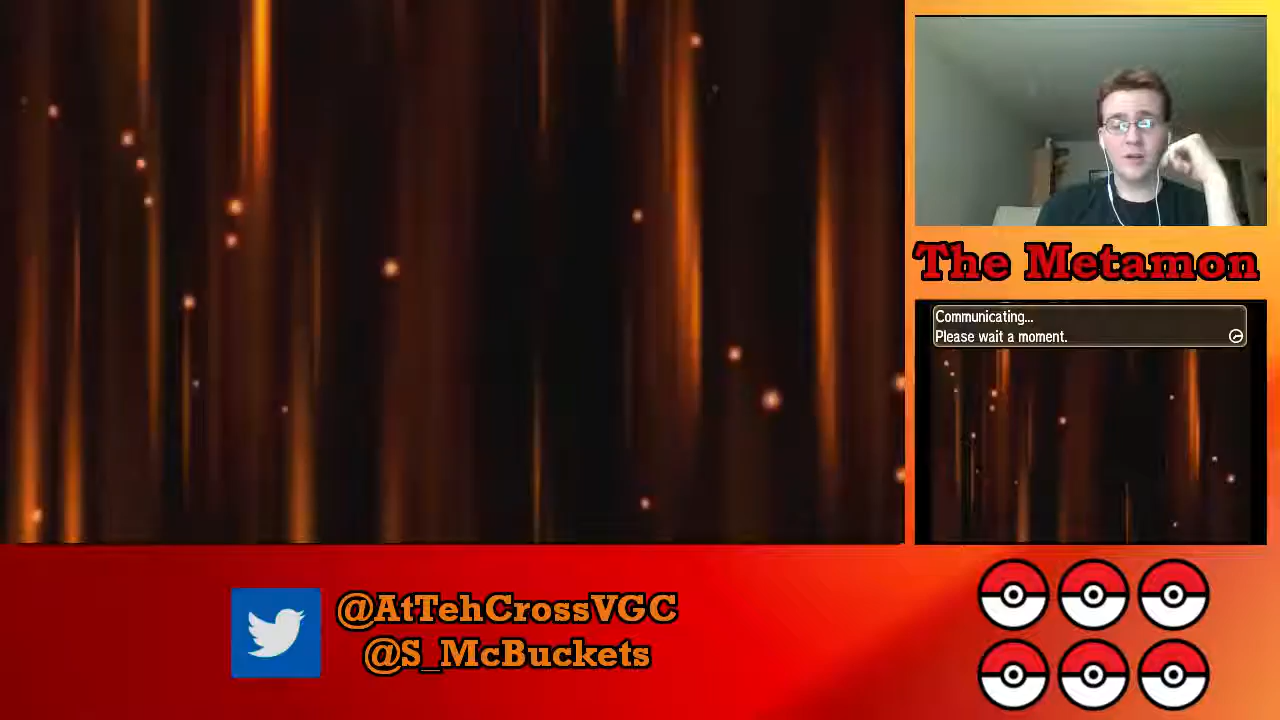 The Metamon
Communicating...
Please wait a moment.
@AtTehCrossVGC
@S_McBuckets